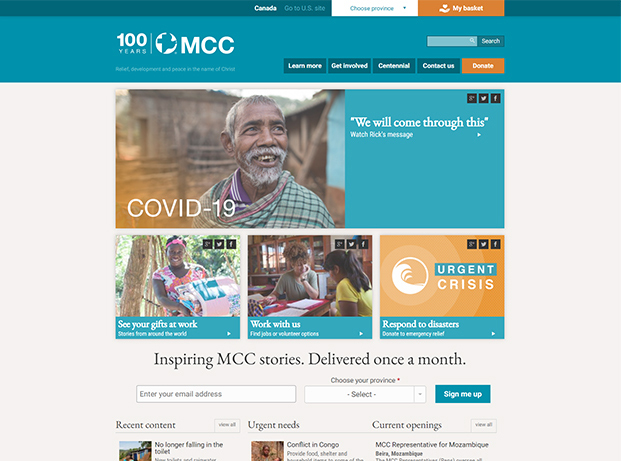 Canada Go to U.S. site Choose province My basket
100 YEARS MCC
Relief, development and peace in the name of Christ
Search
Learn more Get involved Centennial Contact us Donate
"We will come through this"
Watch Rick's message
COVID-19
URGENT
CRISIS
See your gifts at work
Stories from around the world
Work with us
Find jobs or volunteer options
Respond to disasters
Donate to emergency relief
Inspiring MCC stories. Delivered once a month.
Choose your province *
Enter your email address - Select - Sign me up
Recent content view all
Urgent needs
Current openings view all
No longer falling in the
toilet
New toilets and rainwater
Conflict in Congo
Provide food, shelter and
household items to some of the
MCC Representative for Mozambique
Beira, Mozambique
The MCC Representatives (Reps) oversee all